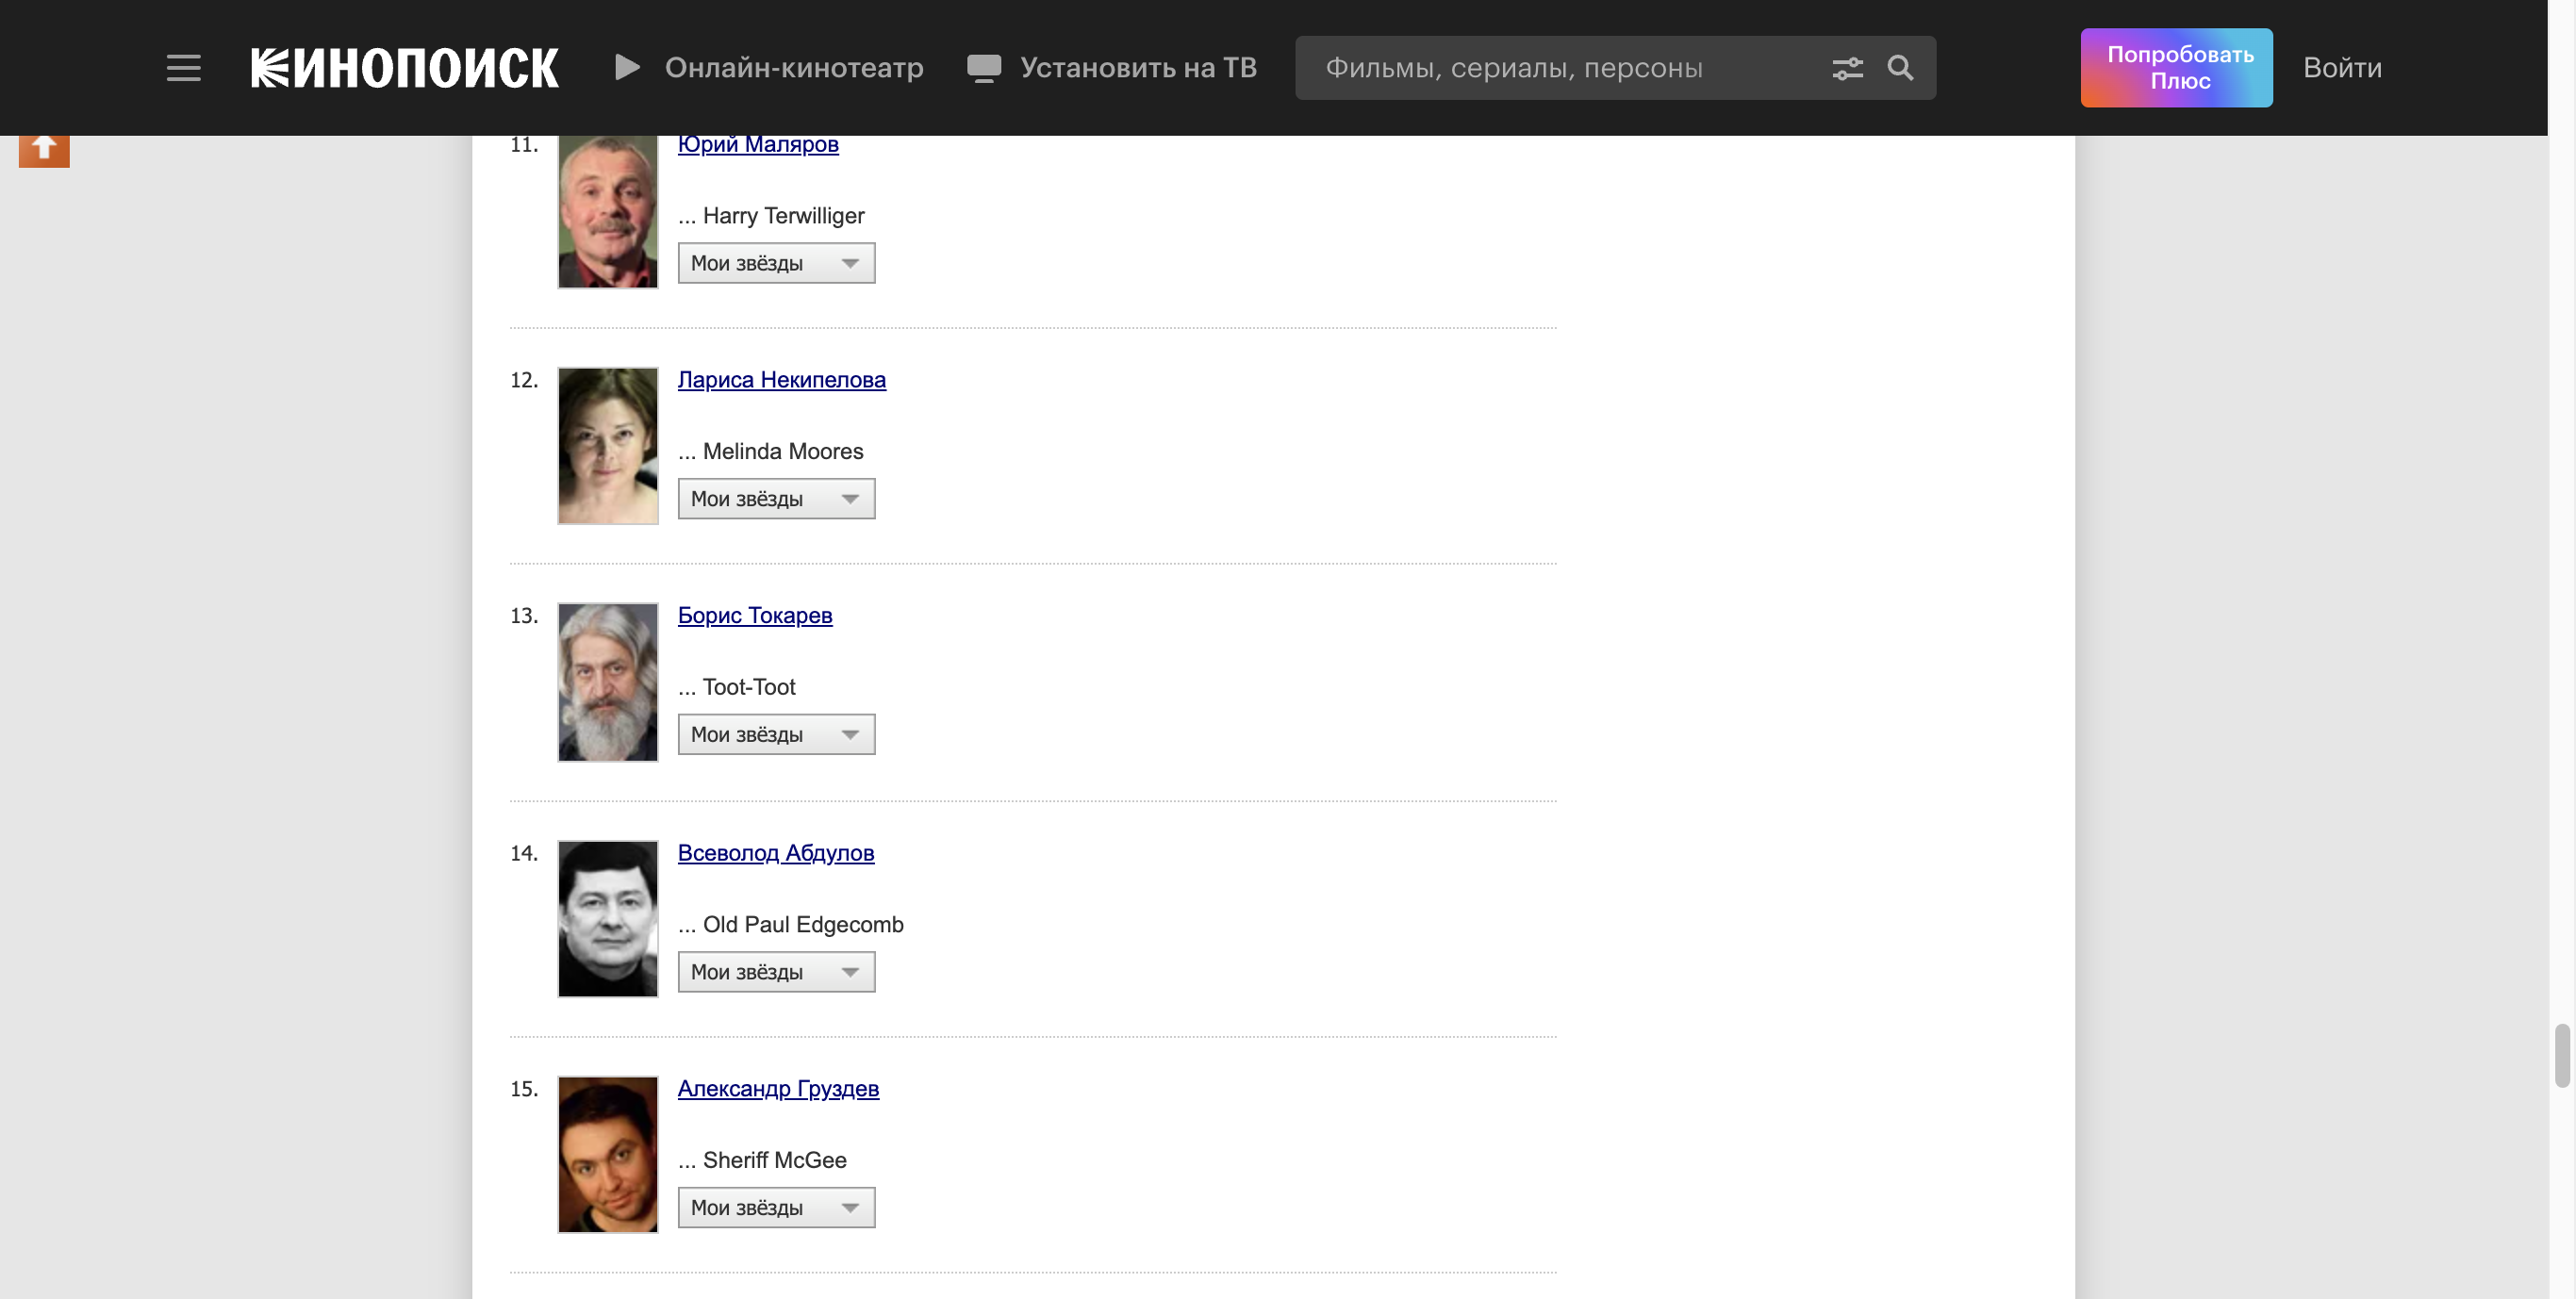 КИНОПОИСК
Онлайн-кинотеатр
Установить на ТВ
Фильмы, сериалы, персоны
Попробовать
Плюс
Войти
11.
Юрий Маляров
... Harry Terwilliger
Мои звёзды
12.
Лариса Некипелова
... Melinda Moores
Мои звёзды
13.
Борис Токарев
... Toot-Toot
Мои звёзды
14.
Всеволод Абдулов
... Old Paul Edgecomb
Мои звёзды
15.
Александр Груздев
... Sheriff McGee
Мои звёзды